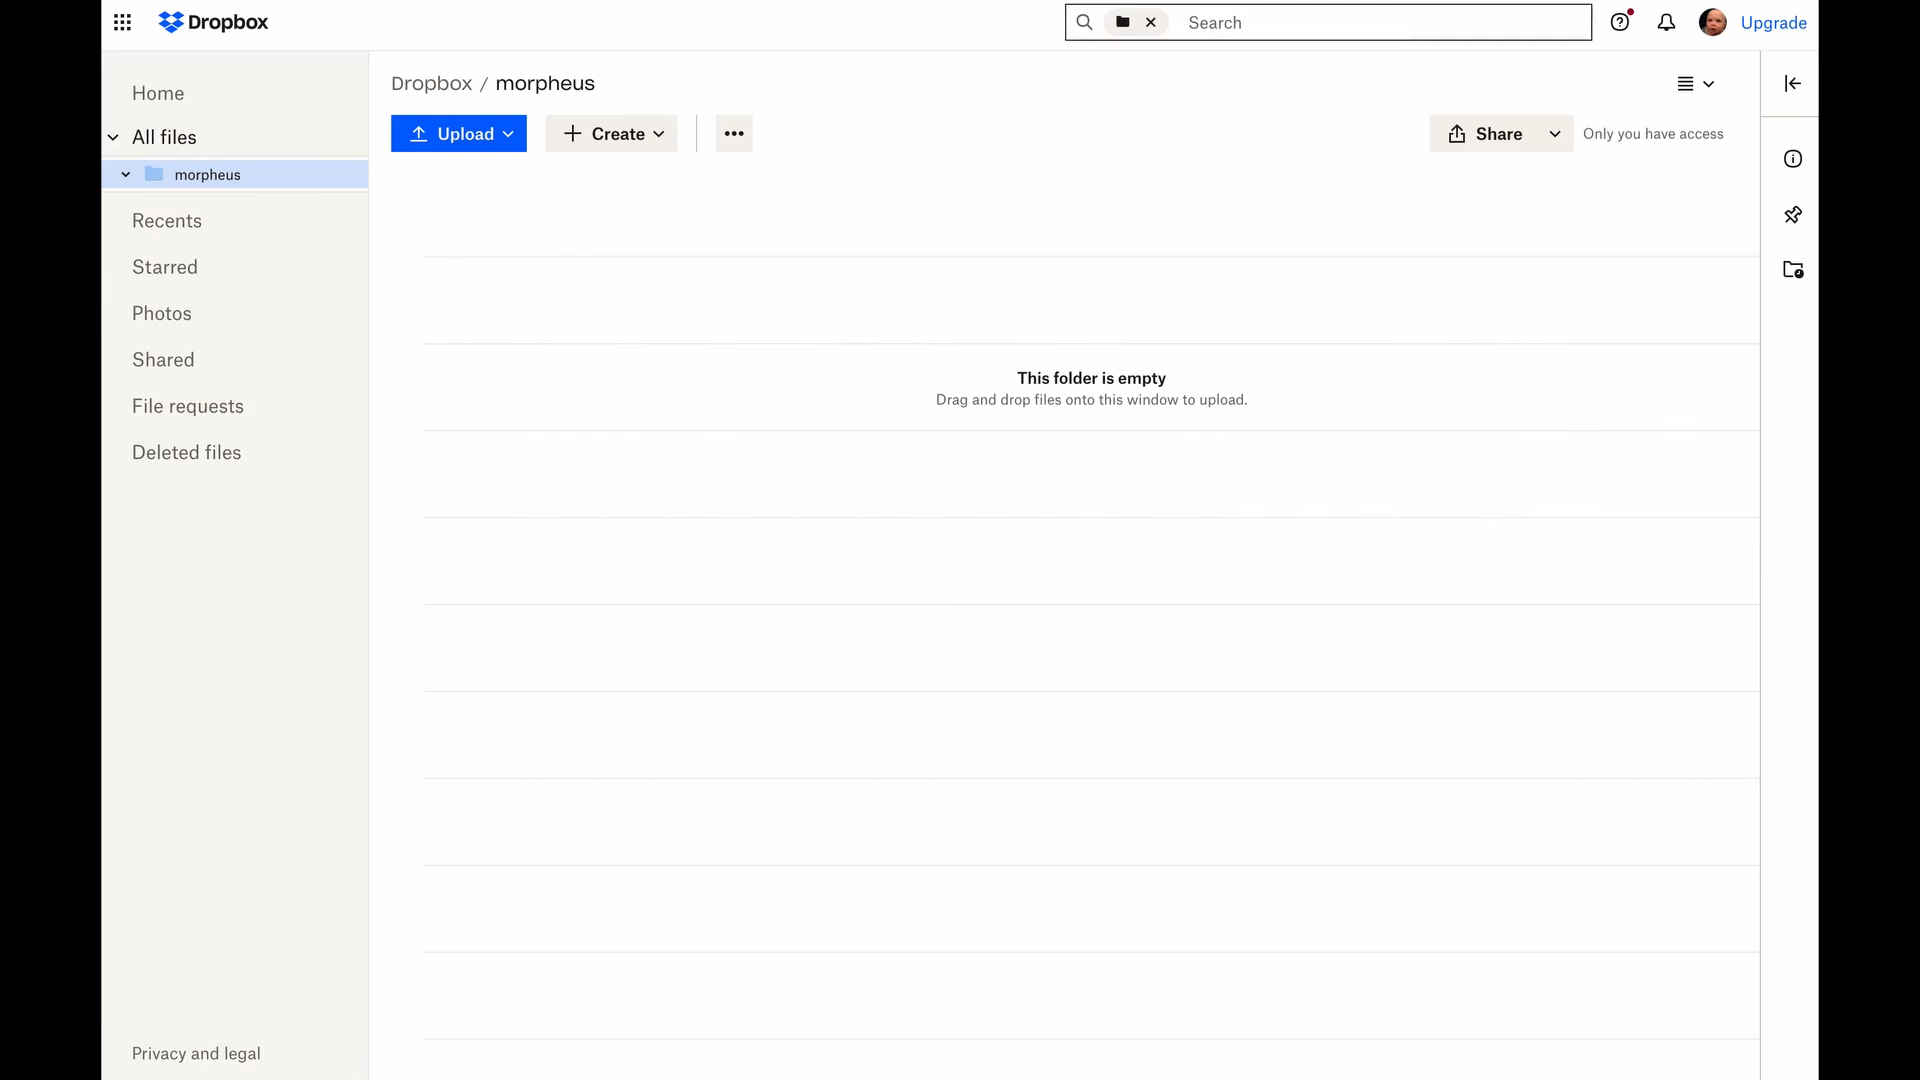 Dropbox
Search
Upgrade
Home
All files
morpheus
Recents
Starred
Photos
Shared
File requests
Deleted files
Privacy and legal
Dropbox / morpheus
Upload
Create
Share
Only you have access
This folder is empty
Drag and drop files onto this window to upload.